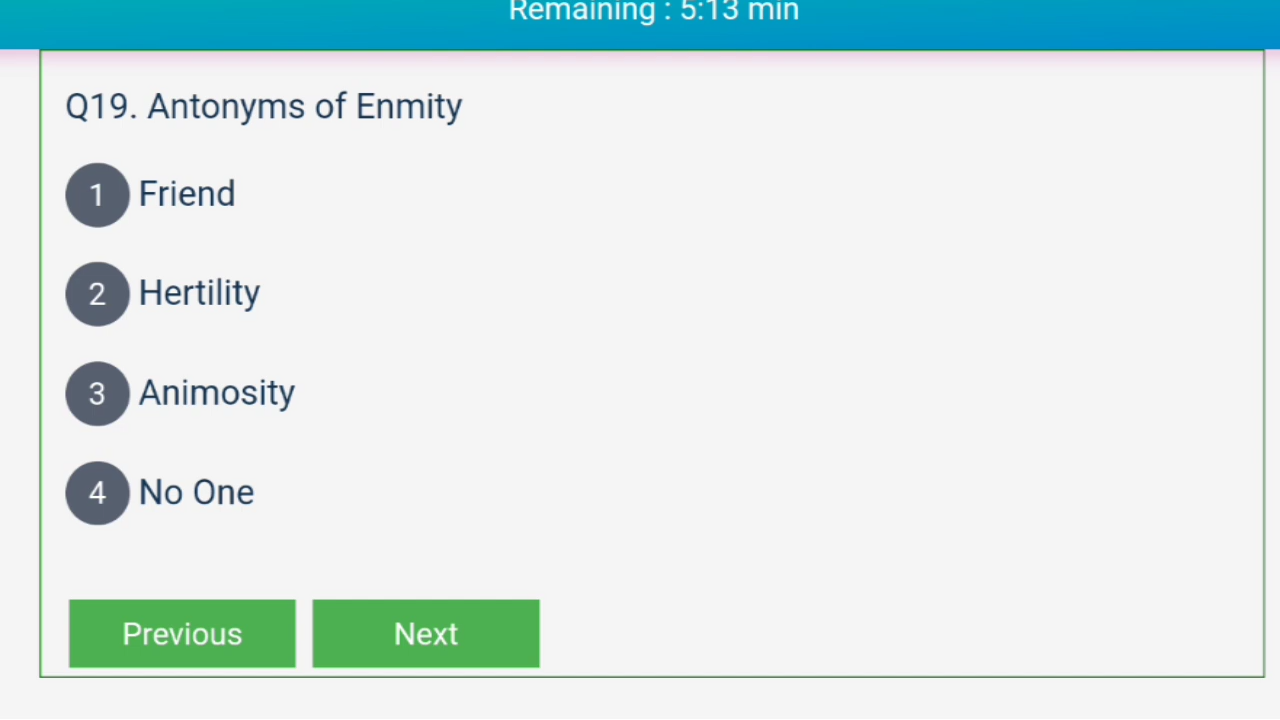 Remaining : 5:13 min
Q19. Antonyms of Enmity
1 Friend
2 Hertility
3 Animosity
4 No One
Previous Next